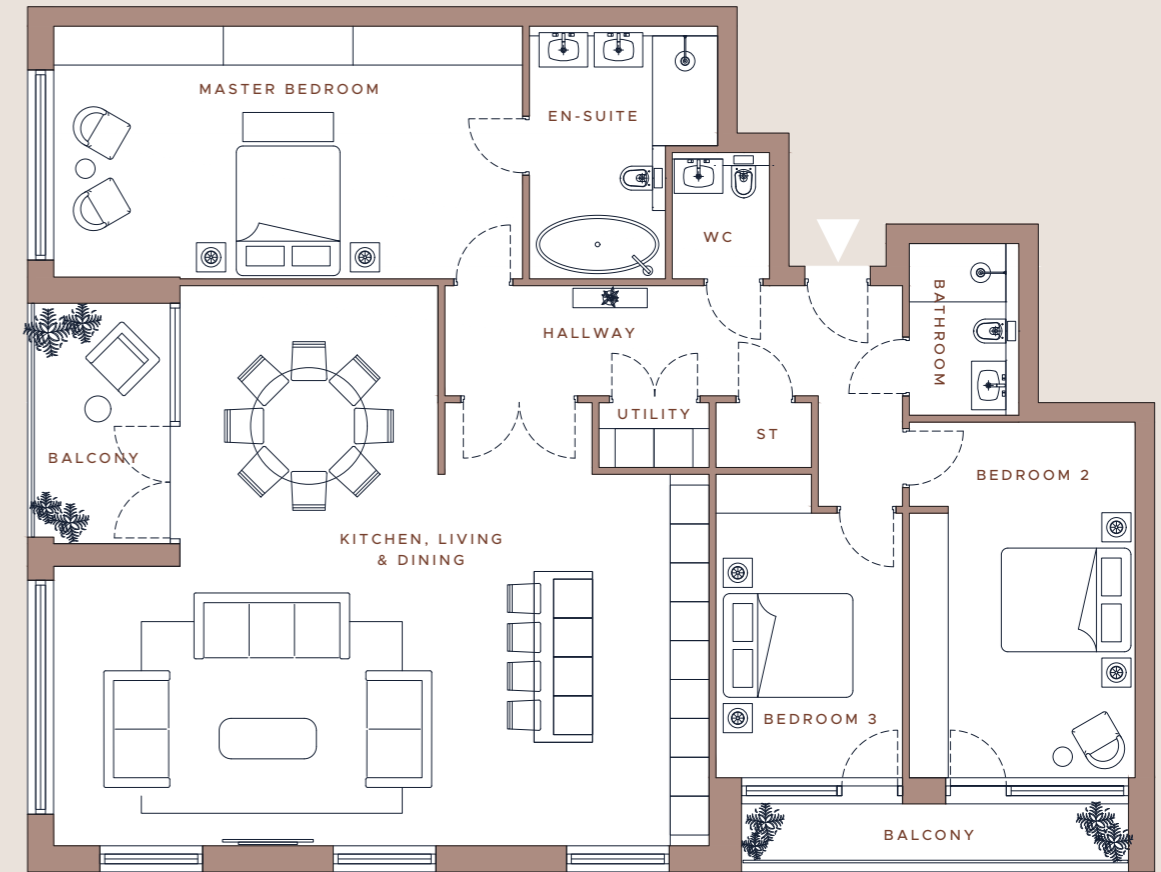 MASTER BEDROOM
EN-SUITE
WC
BATHROOM
HALLWAY
UTILITY
ST
BALCONY
BEDROOM 2
KITCHEN, LIVING
& DINING
BEDROOM 3
BALCONY